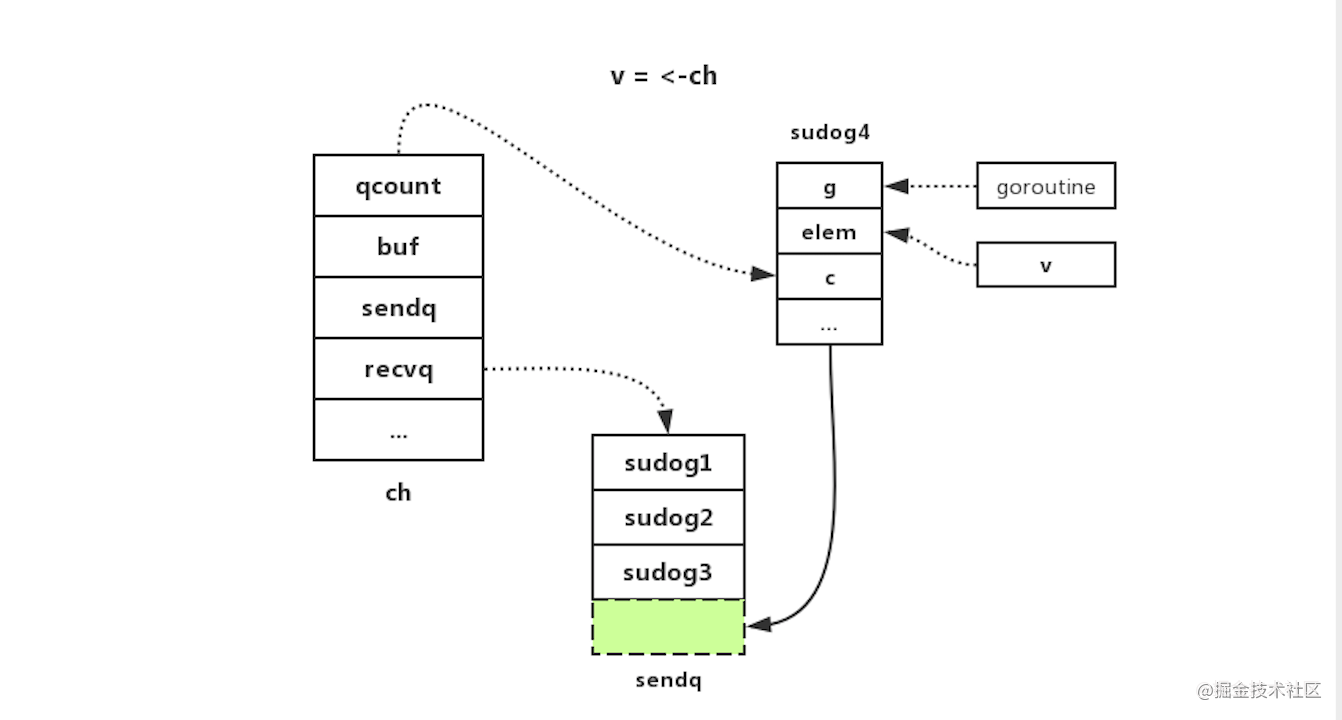 v = <-ch
sudog4
qcount
buf
sendq
recvq
...
ch
g
elem
c
...
goroutine
v
sudog1
sudog2
sudog3
sendq
@掘金技术社区